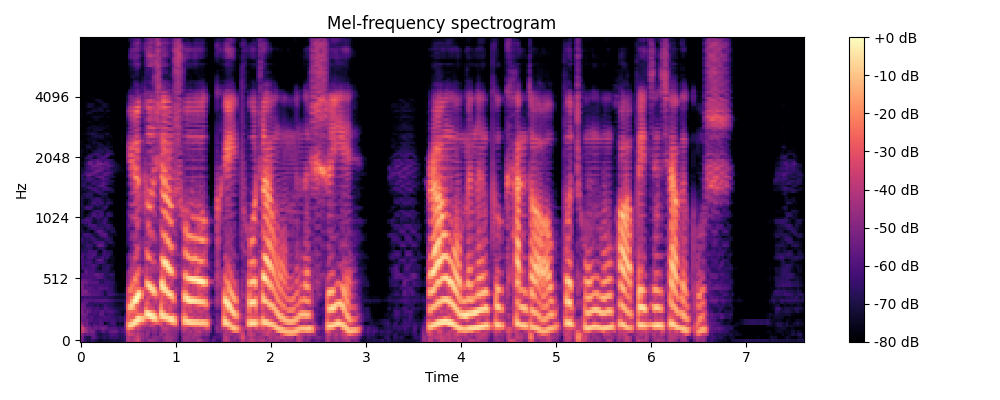 Mel-frequency spectrogram
+0 dB
4096
-10 dB
-20 dB
2048
-30 dB
Hz
-40 dB
1024
-50 dB
512
-60 dB
-70 dB
0
-80 dB
0 1 2 3 4 5 6 7
Time